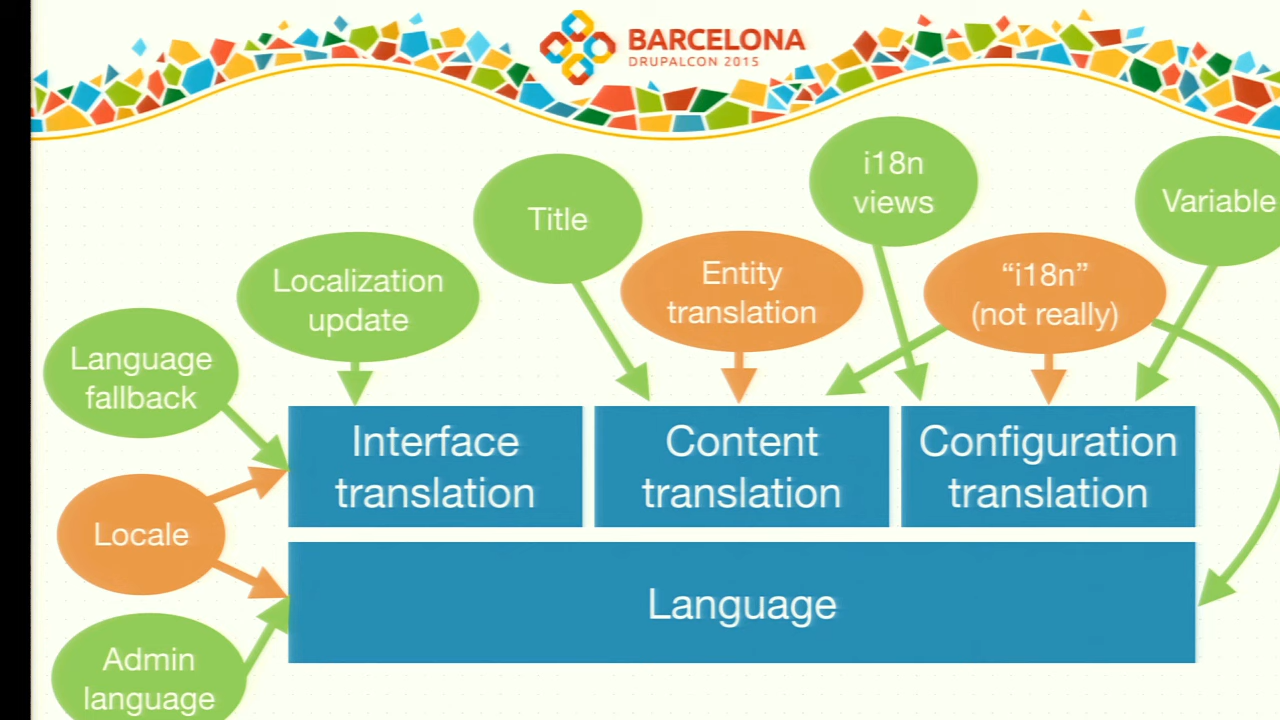 BARCELONA
DRUPALCON 2015
i18n
views
Variable
Title
Entity
translation
"i18n"
(not really)
Localization
update
Language
fallback
Interface
translation
Content
translation
Configuration
translation
Locale
Language
Admin
language